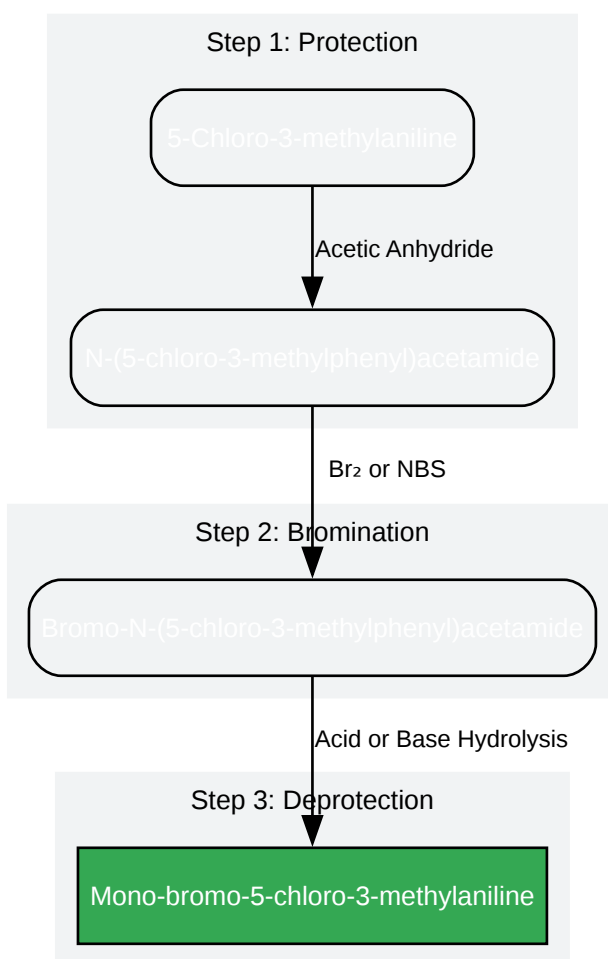 Step 1: Protection
5-Chloro-3-methylaniline
Acetic Anhydride
N-(5-chloro-3-methylphenyl)acetamide
Br₂ or NBS
Step 2: Bromination
Bromo-N-(5-chloro-3-methylphenyl)acetamide
Acid or Base Hydrolysis
Step 3: Deprotection
Mono-bromo-5-chloro-3-methylaniline